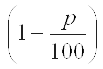 (1 − p/100)